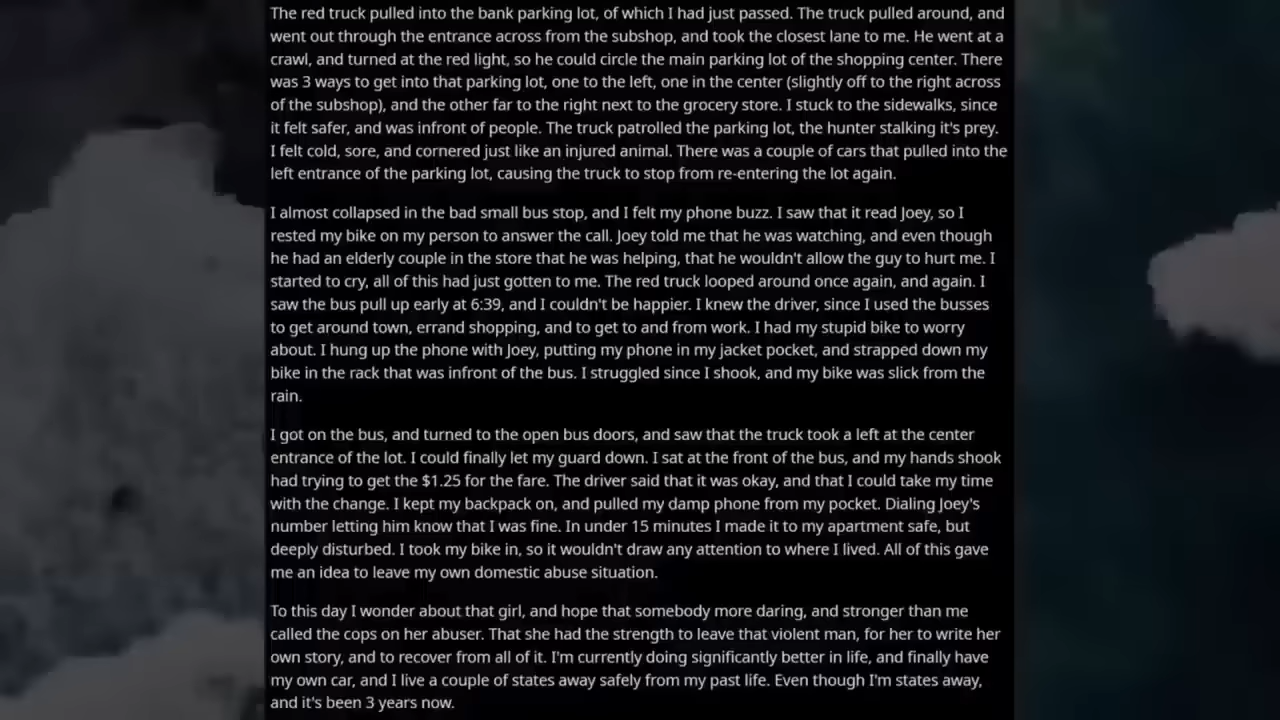 The red truck pulled into the bank parking lot, of which I had just passed. The truck pulled around, and
went out through the entrance across from the subshop, and took the closest lane to me. He went at a
crawl, and turned at the red light, so he could circle the main parking lot of the shopping center. There
was 3 ways to get into that parking lot, one to the left, one in the center (slightly off to the right across
of the subshop), and the other far to the right next to the grocery store. I stuck to the sidewalks, since
it felt safer, and was infront of people. The truck patrolled the parking lot, the hunter stalking it's prey.
I felt cold, sore, and cornered just like an injured animal. There was a couple of cars that pulled into the
left entrance of the parking lot, causing the truck to stop from re-entering the lot again.
I almost collapsed in the bad small bus stop, and I felt my phone buzz. I saw that it read Joey, so I
rested my bike on my person to answer the call. Joey told me that he was watching, and even though
he had an elderly couple in the store that he was helping, that he wouldn't allow the guy to hurt me. I
started to cry, all of this had just gotten to me. The red truck looped around once again, and again. I
saw the bus pull up early at 6:39, and I couldn't be happier. I knew the driver, since I used the busses
to get around town, errand shopping, and to get to and from work. I had my stupid bike to worry
about. I hung up the phone with Joey, putting my phone in my jacket pocket, and strapped down my
bike in the rack that was infront of the bus. I struggled since I shook, and my bike was slick from the
rain.
I got on the bus, and turned to the open bus doors, and saw that the truck took a left at the center
entrance of the lot. I could finally let my guard down. I sat at the front of the bus, and my hands shook
had trying to get the $1.25 for the fare. The driver said that it was okay, and that I could take my time
with the change. I kept my backpack on, and pulled my damp phone from my pocket. Dialing Joey's
number letting him know that I was fine. In under 15 minutes I made it to my apartment safe, but
deeply disturbed. I took my bike in, so it wouldn't draw any attention to where I lived. All of this gave
me an idea to leave my own domestic abuse situation.
To this day I wonder about that girl, and hope that somebody more daring, and stronger than me
called the cops on her abuser. That she had the strength to leave that violent man, for her to write her
own story, and to recover from all of it. I'm currently doing significantly better in life, and finally have
my own car, and I live a couple of states away safely from my past life. Even though I'm states away,
and it's been 3 years now.